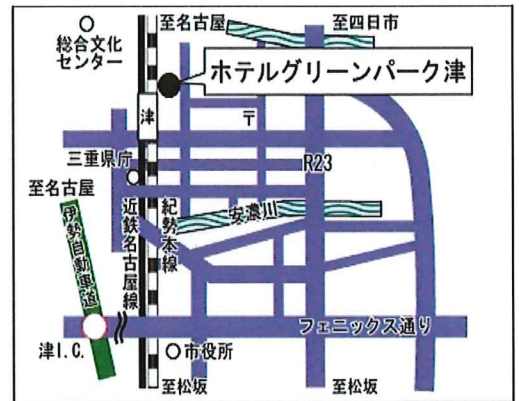 至名古屋
至四日市
総合文化
センター
ホテルグリーンパーク津
津
〒
三重県庁
R23
至名古屋
伊勢自動車道
近鉄名古屋線
紀勢本線
安濃川
フェニックス通り
津I.C.
市役所
至松坂
至松坂